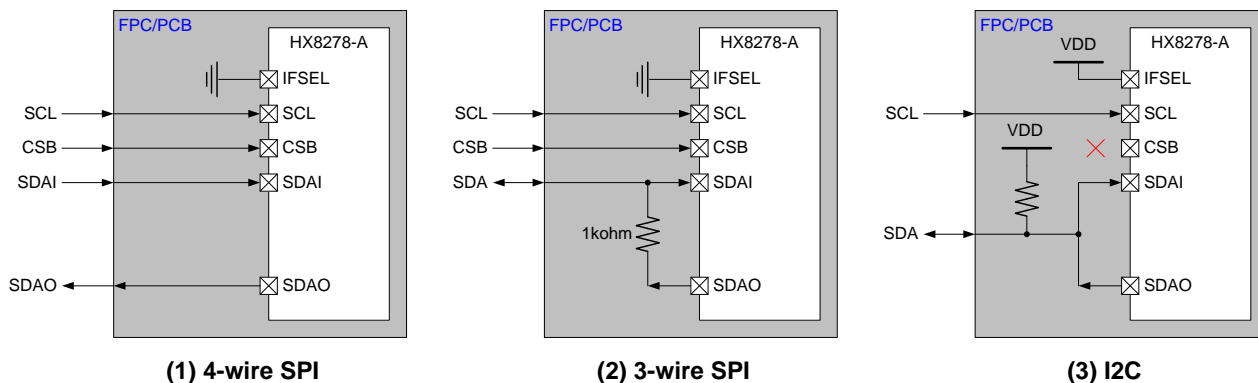 FPC/PCB
HX8278-A
IFSEL
SCL
SCL
CSB
CSB
SDAI
SDAI
SDAO
SDAO
(1) 4-wire SPI
FPC/PCB
HX8278-A
IFSEL
SCL
SCL
CSB
CSB
SDA
SDAI
1kohm
SDAO
(2) 3-wire SPI
FPC/PCB
HX8278-A
VDD
IFSEL
SCL
SCL
VDD
CSB
SDAI
SDA
SDAO
(3) I2C